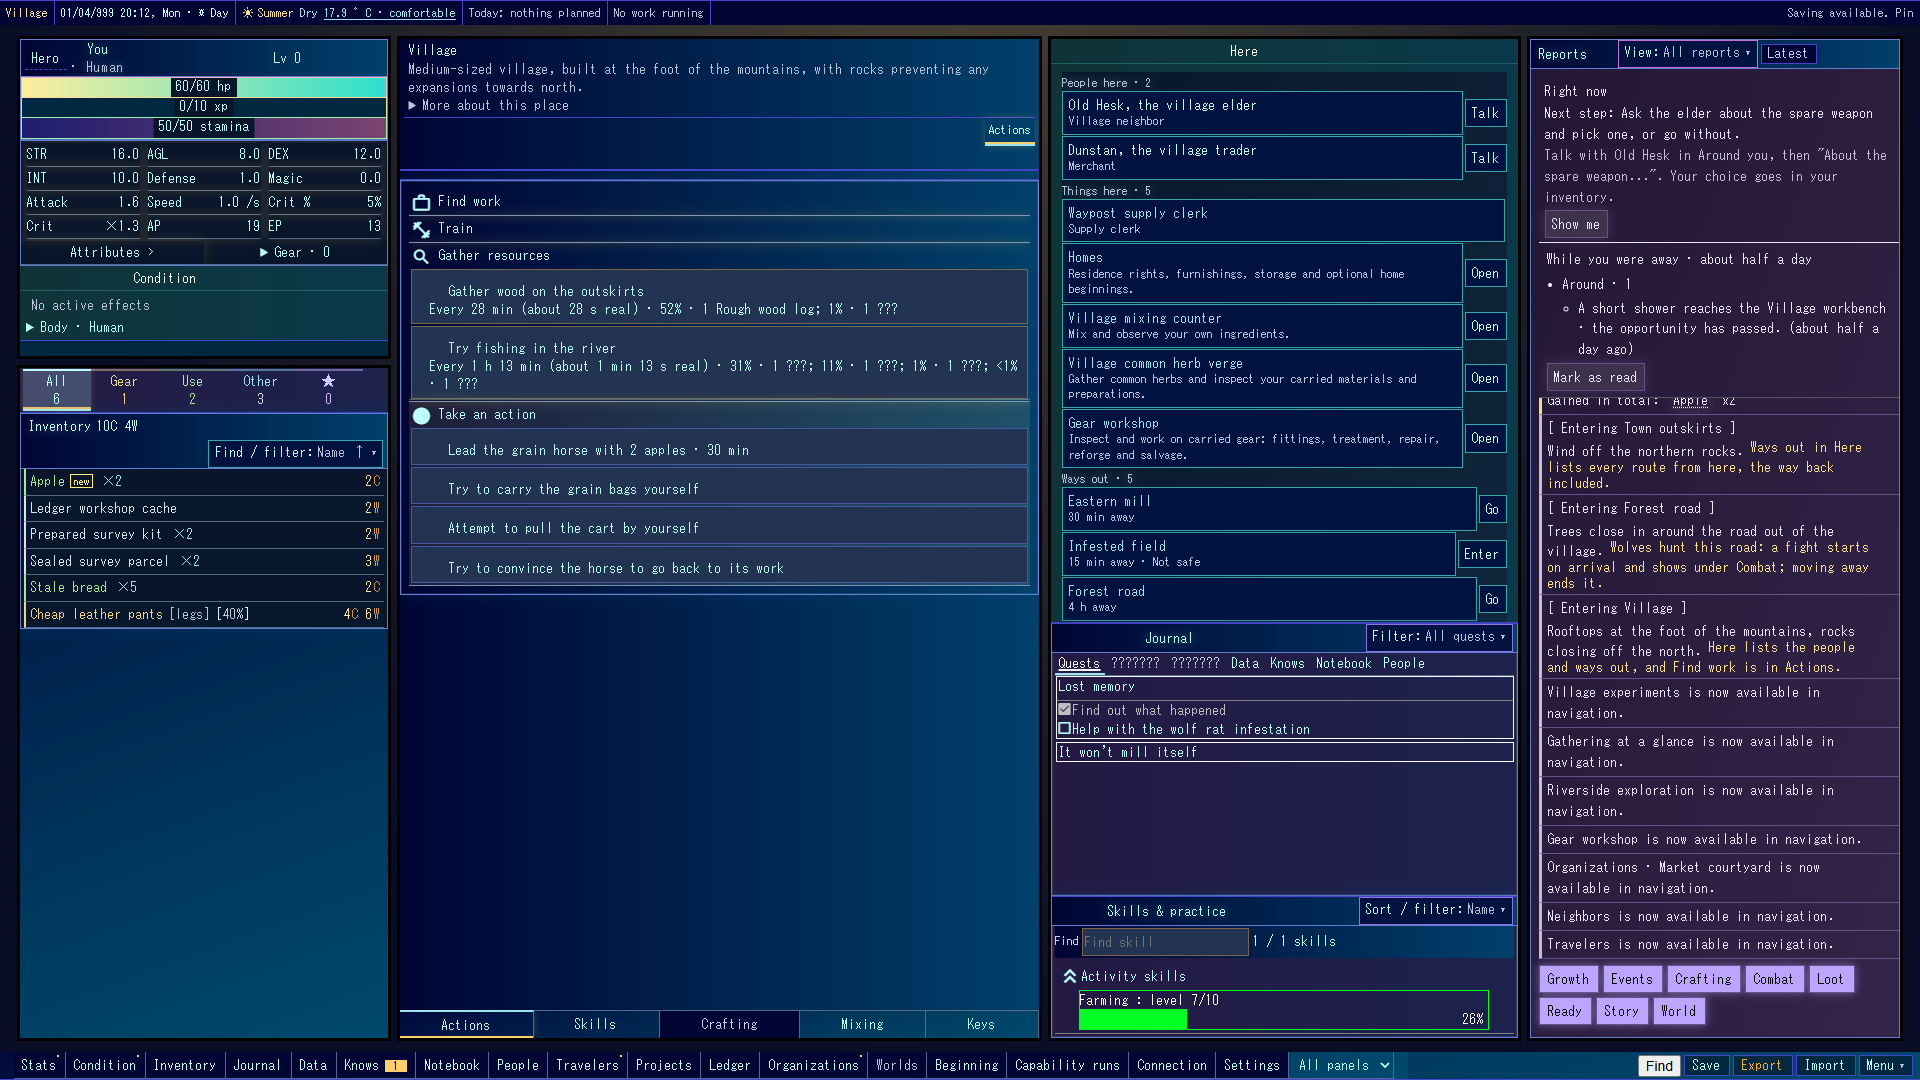 Village
01/04/999 20:12, Mon · ☀ Day
☀ Summer Dry 17.9 ° C · comfortable
Today: nothing planned
No work running
Saving available. Pin
Hero · You
Human
Lv 0
60/60 hp
0/10 xp
50/50 stamina
STR 16.0 AGL 8.0 DEX 12.0
INT 10.0 Defense 1.0 Magic 0.0
Attack 1.6 Speed 1.0 /s Crit % 5%
Crit ×1.3 AP 19 EP 13
Attributes >
▶ Gear · 0
Condition
No active effects
▶ Body · Human
All 6
Gear 1
Use 2
Other 3
★ 0
Inventory 10C 4W
Find / filter: Name ↑ ▾
Apple new ×2 2C
Ledger workshop cache 2W
Prepared survey kit ×2 2W
Sealed survey parcel ×2 3W
Stale bread ×5 2C
Cheap leather pants [legs] [40%] 4C 6W
Village
Medium-sized village, built at the foot of the mountains, with rocks preventing any
expansions towards north.
▶ More about this place
Actions
Find work
Train
Gather resources
Gather wood on the outskirts
Every 28 min (about 28 s real) · 52% · 1 Rough wood log; 1% · 1 ???
Try fishing in the river
Every 1 h 13 min (about 1 min 13 s real) · 31% · 1 ???; 11% · 1 ???; 1% · 1 ???; <1%
· 1 ???
Take an action
Lead the grain horse with 2 apples · 30 min
Try to carry the grain bags yourself
Attempt to pull the cart by yourself
Try to convince the horse to go back to its work
Actions
Skills
Crafting
Mixing
Keys
Here
People here · 2
Old Hesk, the village elder
Village neighbor
Talk
Dunstan, the village trader
Merchant
Talk
Things here · 5
Waypost supply clerk
Supply clerk
Homes
Residence rights, furnishings, storage and optional home
beginnings.
Open
Village mixing counter
Mix and observe your own ingredients.
Open
Village common herb verge
Gather common herbs and inspect your carried materials and
preparations.
Open
Gear workshop
Inspect and work on carried gear: fittings, treatment, repair,
reforge and salvage.
Open
Ways out · 5
Eastern mill
30 min away
Go
Infested field
15 min away · Not safe
Enter
Forest road
4 h away
Go
Journal
Filter: All quests ▾
Quests ??????? ??????? Data Knows Notebook People
Lost memory
Find out what happened
Help with the wolf rat infestation
It won't mill itself
Skills & practice
Sort / filter: Name ▾
Find
Find skill
1 / 1 skills
Activity skills
Farming : level 7/10
26%
Reports
View: All reports ▾
Latest
Right now
Next step: Ask the elder about the spare weapon
and pick one, or go without.
Talk with Old Hesk in Around you, then "About the
spare weapon...". Your choice goes in your
inventory.
Show me
While you were away · about half a day
• Around · 1
A short shower reaches the Village workbench
· the opportunity has passed. (about half a
day ago)
Mark as read
Gained in total: Apple x2
[ Entering Town outskirts ]
Wind off the northern rocks. Ways out in Here
lists every route from here, the way back
included.
[ Entering Forest road ]
Trees close in around the road out of the
village. Wolves hunt this road: a fight starts
on arrival and shows under Combat; moving away
ends it.
[ Entering Village ]
Rooftops at the foot of the mountains, rocks
closing off the north. Here lists the people
and ways out, and Find work is in Actions.
Village experiments is now available in
navigation.
Gathering at a glance is now available in
navigation.
Riverside exploration is now available in
navigation.
Gear workshop is now available in navigation.
Organizations · Market courtyard is now
available in navigation.
Neighbors is now available in navigation.
Travelers is now available in navigation.
Growth
Events
Crafting
Combat
Loot
Ready
Story
World
Stats
Condition
Inventory
Journal
Data
Knows 1
Notebook
People
Travelers
Projects
Ledger
Organizations
Worlds
Beginning
Capability runs
Connection
Settings
All panels
Find
Save
Export
Import
Menu ▾